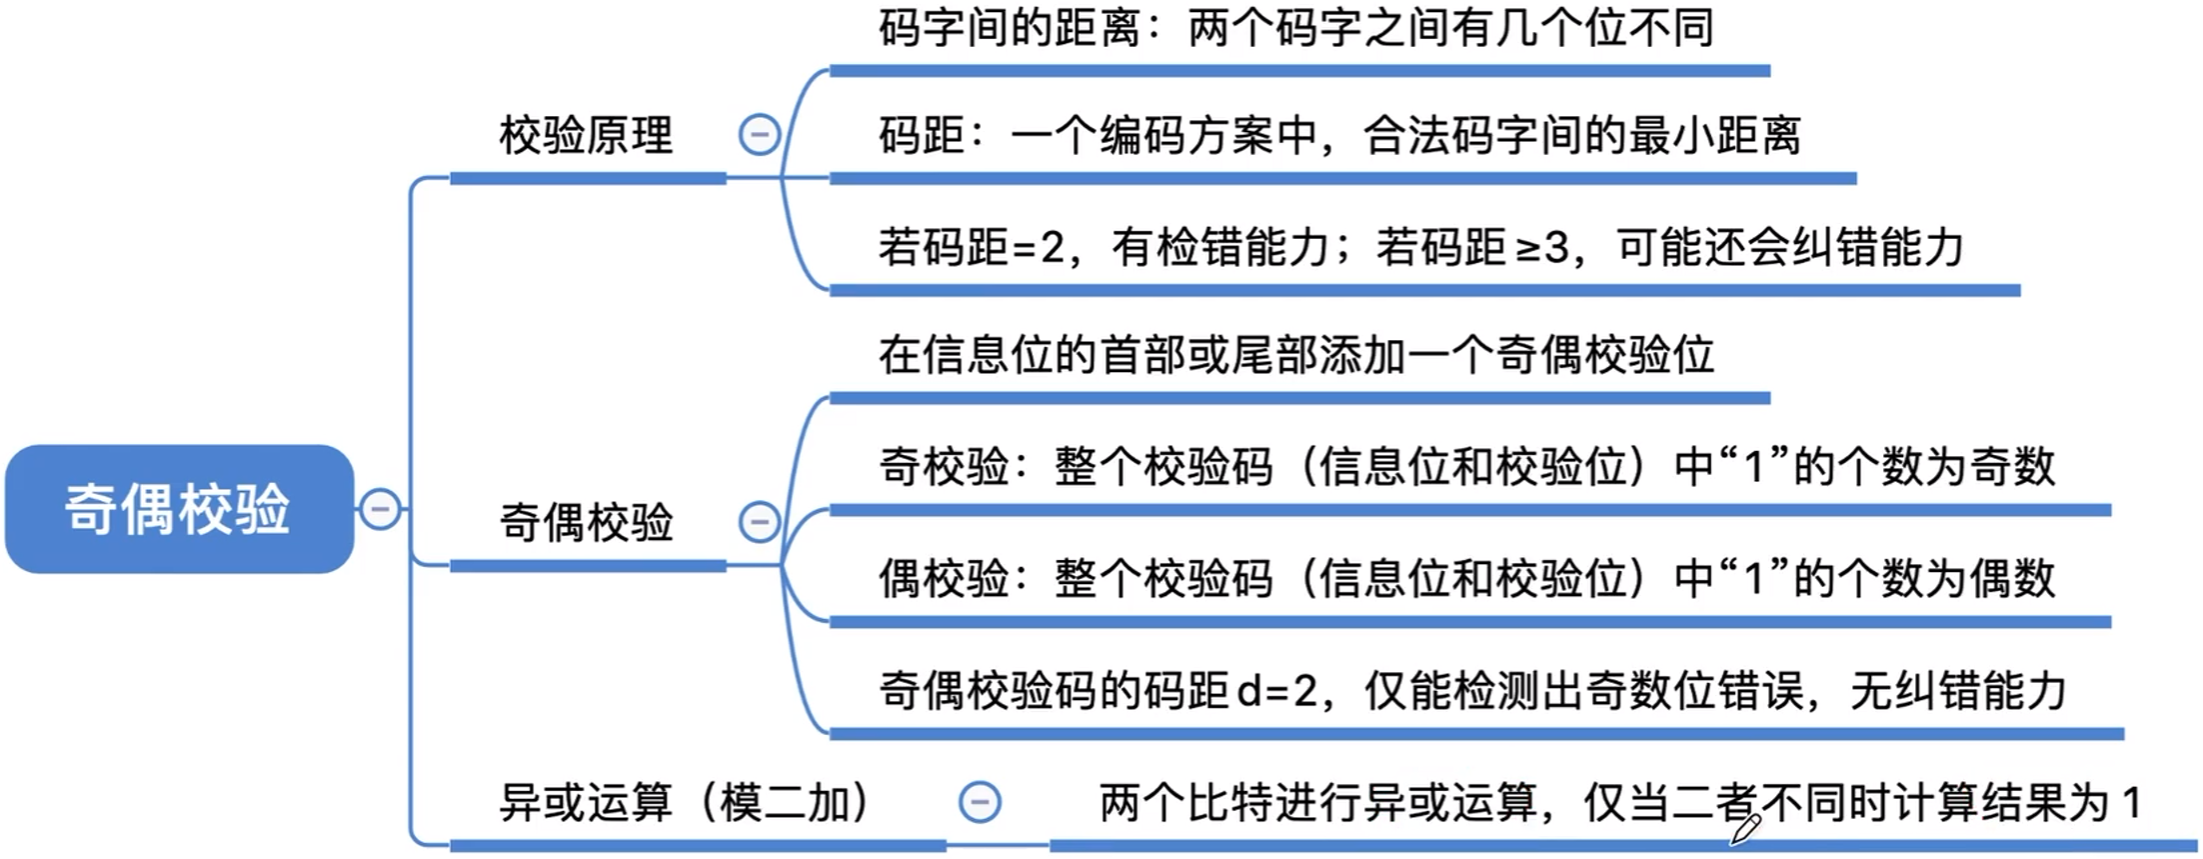 奇偶校验
校验原理
码字间的距离：两个码字之间有几个位不同
码距：一个编码方案中，合法码字间的最小距离
若码距=2，有检错能力；若码距≥3，可能还会纠错能力
奇偶校验
在信息位的首部或尾部添加一个奇偶校验位
奇校验：整个校验码（信息位和校验位）中“1”的个数为奇数
偶校验：整个校验码（信息位和校验位）中“1”的个数为偶数
奇偶校验码的码距d=2，仅能检测出奇数位错误，无纠错能力
异或运算（模二加）
两个比特进行异或运算，仅当二者不同时计算结果为1